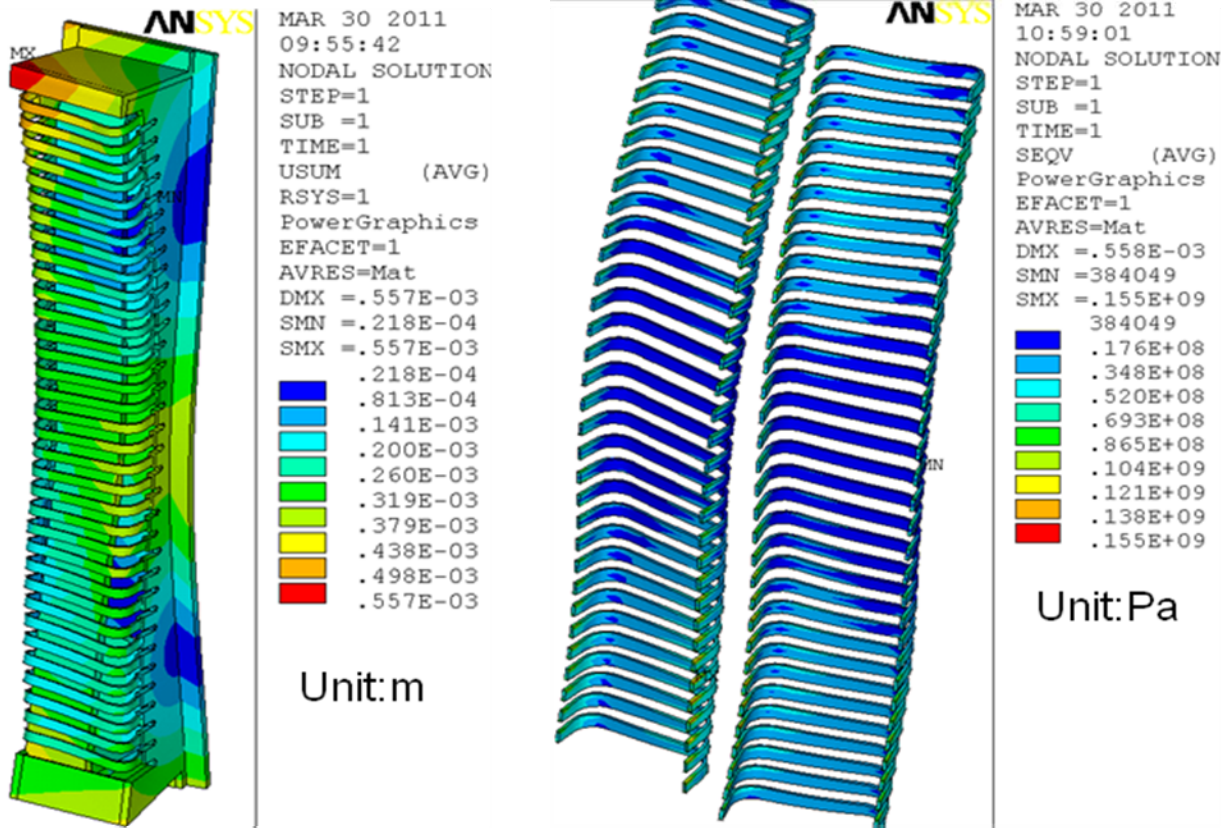 ANSYS
MX
MN
MAR 30 2011
09:55:42
NODAL SOLUTION
STEP=1
SUB =1
TIME=1
USUM (AVG)
RSYS=1
PowerGraphics
EFACET=1
AVRES=Mat
DMX =.557E-03
SMN =.218E-04
SMX =.557E-03
.218E-04
.813E-04
.141E-03
.200E-03
.260E-03
.319E-03
.379E-03
.438E-03
.498E-03
.557E-03
Unit:m
ANSYS
MN
MAR 30 2011
10:59:01
NODAL SOLUTION
STEP=1
SUB =1
TIME=1
SEQV (AVG)
PowerGraphics
EFACET=1
AVRES=Mat
DMX =.558E-03
SMN =384049
SMX =.155E+09
384049
.176E+08
.348E+08
.520E+08
.693E+08
.865E+08
.104E+09
.121E+09
.138E+09
.155E+09
Unit:Pa